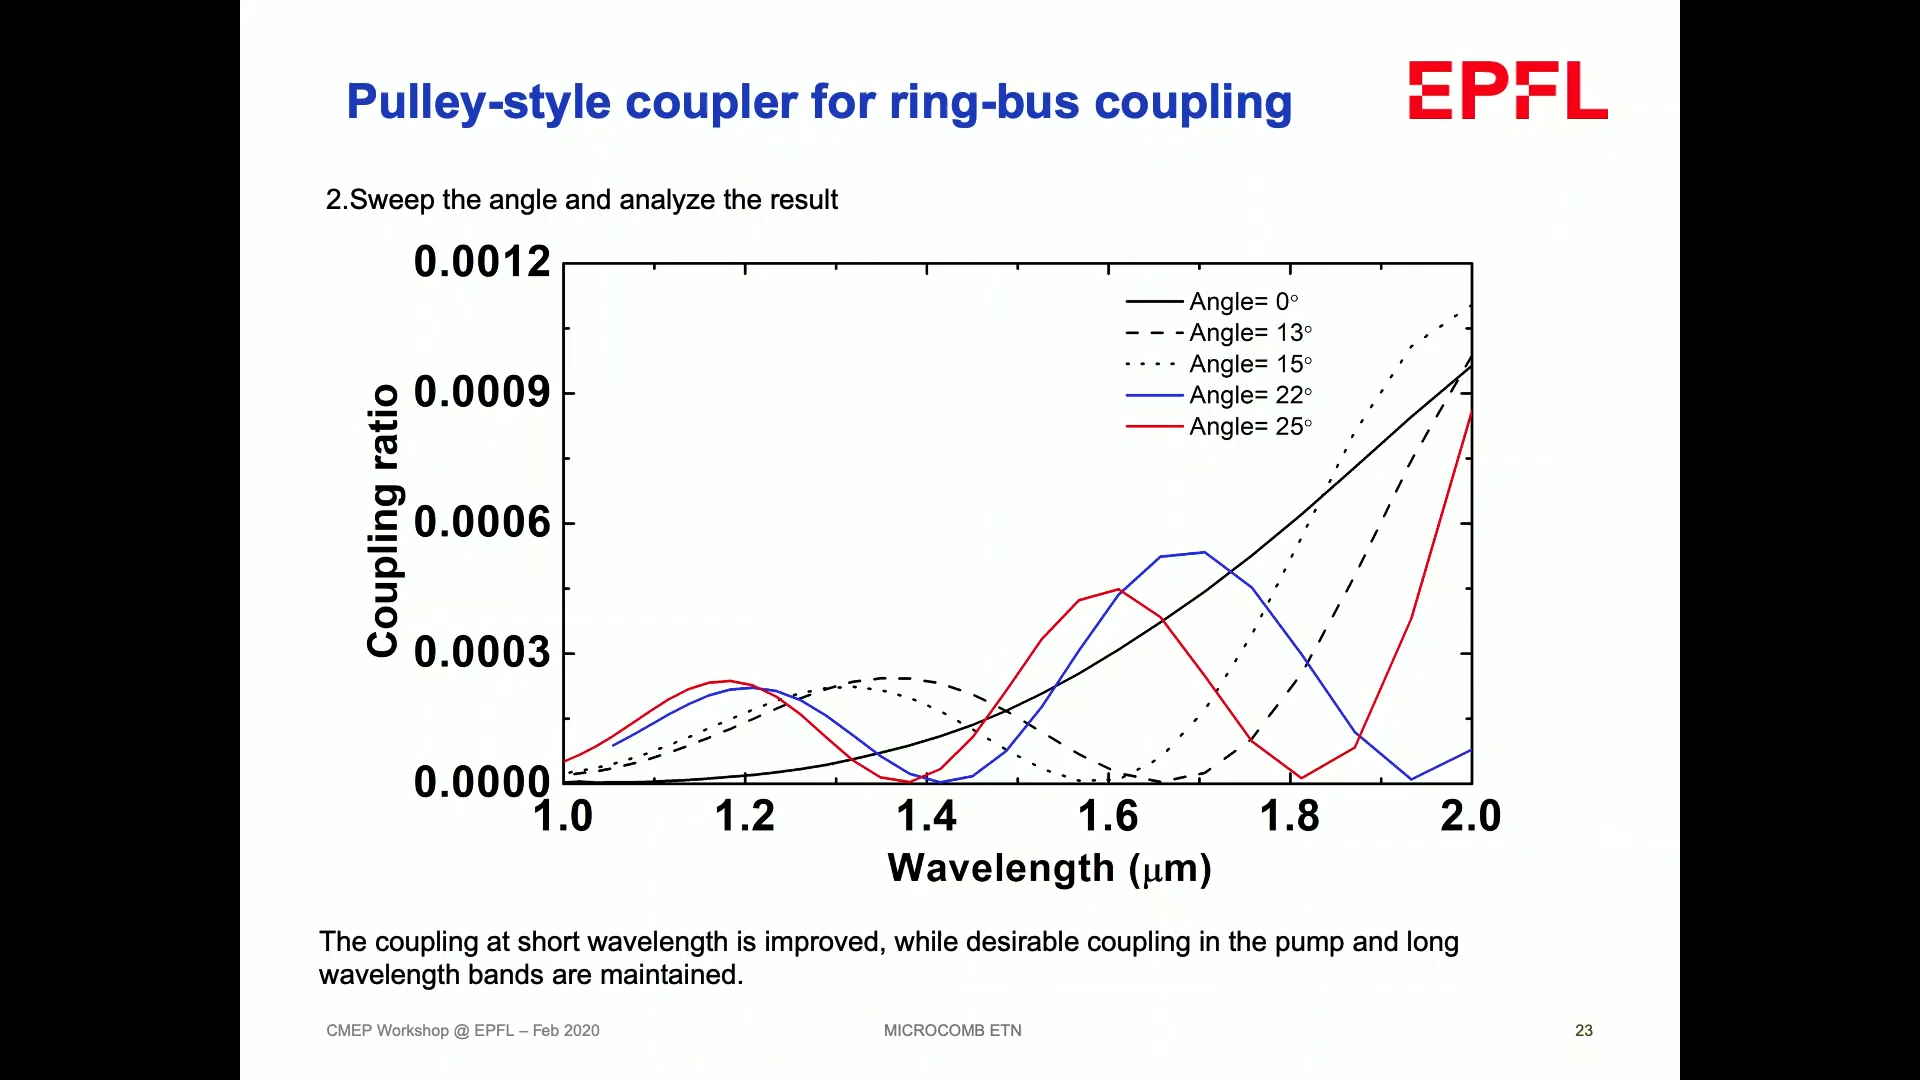 Pulley-style coupler for ring-bus coupling
EPFL
2.Sweep the angle and analyze the result
0.0012
0.0009
0.0006
0.0003
0.0000
Coupling ratio
Angle= 0°
Angle= 13°
Angle= 15°
Angle= 22°
Angle= 25°
1.0 1.2 1.4 1.6 1.8 2.0
Wavelength (μm)
The coupling at short wavelength is improved, while desirable coupling in the pump and long
wavelength bands are maintained.
CMEP Workshop @ EPFL – Feb 2020 MICROCOMB ETN 23